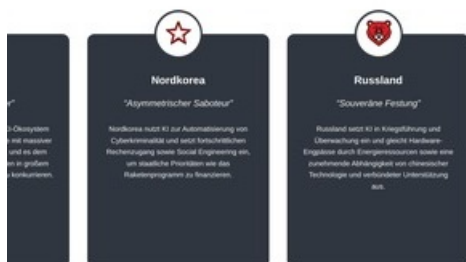 Nordkorea
"Asymmetrischer Saboteur"
Nordkorea nutzt KI zur Automatisierung von
Cyberkriminalität und setzt fortschrittlichen
Rechenzugang sowie Social Engineering ein,
um staatliche Prioritäten wie das
Raketenprogramm zu finanzieren.
Russland
"Souveräne Festung"
Russland setzt KI in Kriegsführung und
Überwachung ein und gleicht Hardware-
Engpässe durch Energieressourcen sowie eine
zunehmende Abhängigkeit von chinesischer
Technologie und verbündeter Unterstützung
aus.
-Ökosystem
mit massiver
und es dem
en in großem
konkurrieren.